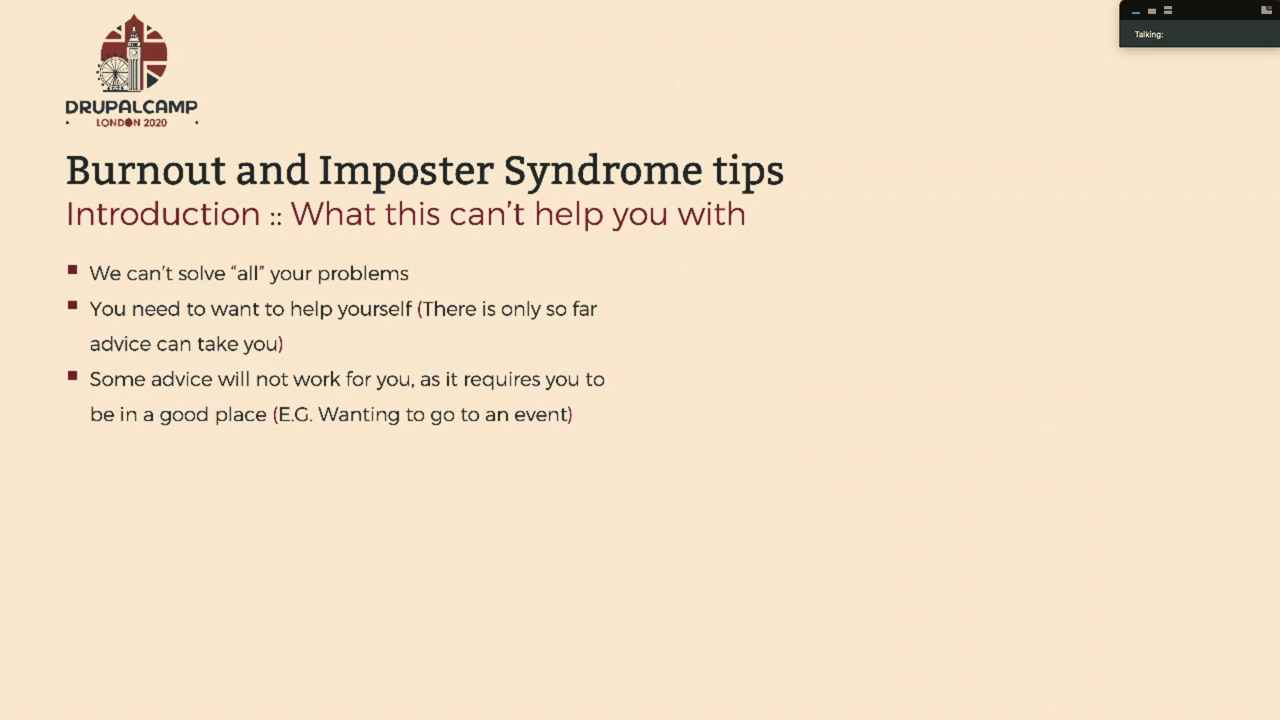 DRUPALCAMP
LONDON 2020
Talking:
Burnout and Imposter Syndrome tips
Introduction :: What this can't help you with
We can't solve “all” your problems
You need to want to help yourself (There is only so far
advice can take you)
Some advice will not work for you, as it requires you to
be in a good place (E.G. Wanting to go to an event)